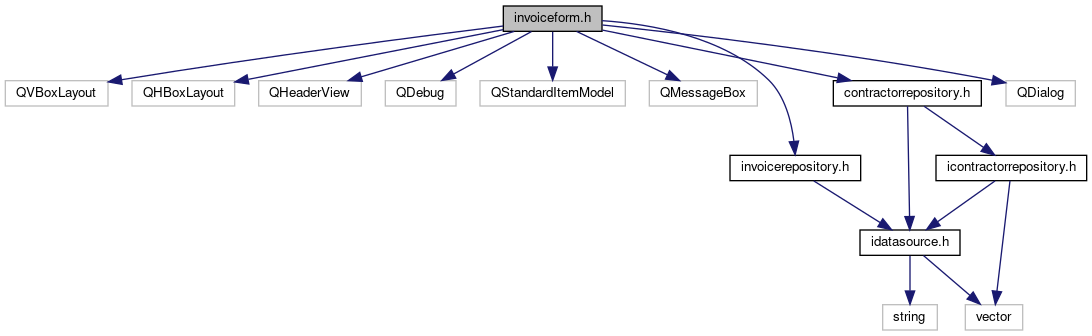 invoiceform.h
QVBoxLayout
QHBoxLayout
QHeaderView
QDebug
QStandardItemModel
QMessageBox
contractorrepository.h
QDialog
invoicerepository.h
icontractorrepository.h
idatasource.h
string
vector